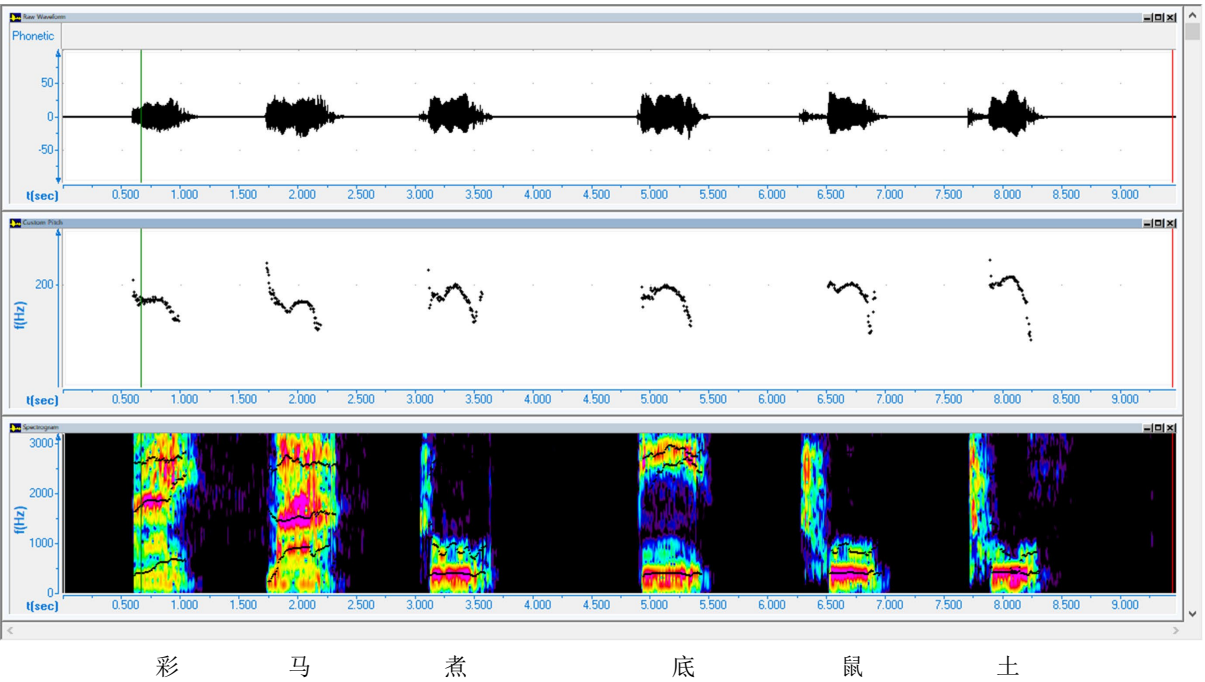 Raw Waveform
Phonetic
50
0
-50
t(sec) 0.500 1.000 1.500 2.000 2.500 3.000 3.500 4.000 4.500 5.000 5.500 6.000 6.500 7.000 7.500 8.000 8.500 9.000
Custom Pitch
200
f(Hz)
t(sec) 0.500 1.000 1.500 2.000 2.500 3.000 3.500 4.000 4.500 5.000 5.500 6.000 6.500 7.000 7.500 8.000 8.500 9.000
Spectrogram
3000
2000
f(Hz)
1000
0
t(sec) 0.500 1.000 1.500 2.000 2.500 3.000 3.500 4.000 4.500 5.000 5.500 6.000 6.500 7.000 7.500 8.000 8.500 9.000
彩 马 煮 底 鼠 土